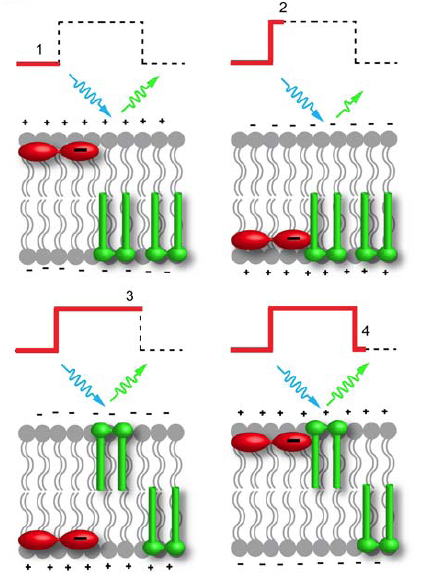 1
+ + + + + + + +
-
- - - - - - - -
2
- - - - - - - -
-
+ + + + + + + +
3
- - - - - - - -
-
+ + + + + + + +
4
+ + + + + + + +
-
- - - - - - - -